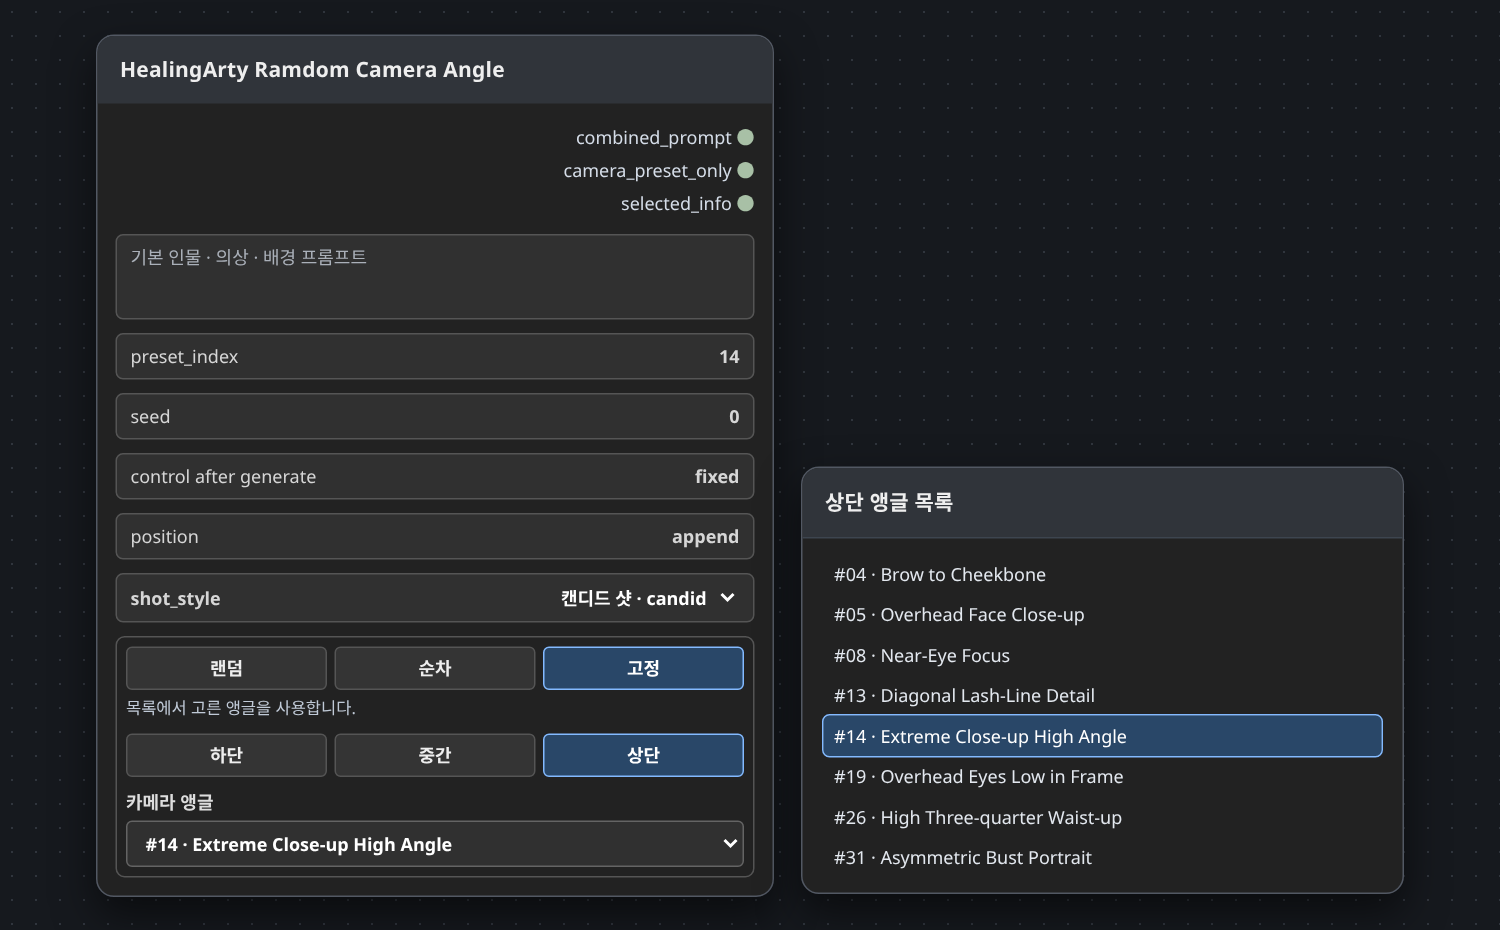 HealingArty Ramdom Camera Angle
combined_prompt
camera_preset_only
selected_info
기본 인물 · 의상 · 배경 프롬프트
preset_index 14
seed 0
control after generate fixed
position append
shot_style 캔디드 샷 · candid
랜덤 순차 고정
목록에서 고른 앵글을 사용합니다.
하단 중간 상단
카메라 앵글
#14 · Extreme Close-up High Angle
상단 앵글 목록
#04 · Brow to Cheekbone
#05 · Overhead Face Close-up
#08 · Near-Eye Focus
#13 · Diagonal Lash-Line Detail
#14 · Extreme Close-up High Angle
#19 · Overhead Eyes Low in Frame
#26 · High Three-quarter Waist-up
#31 · Asymmetric Bust Portrait